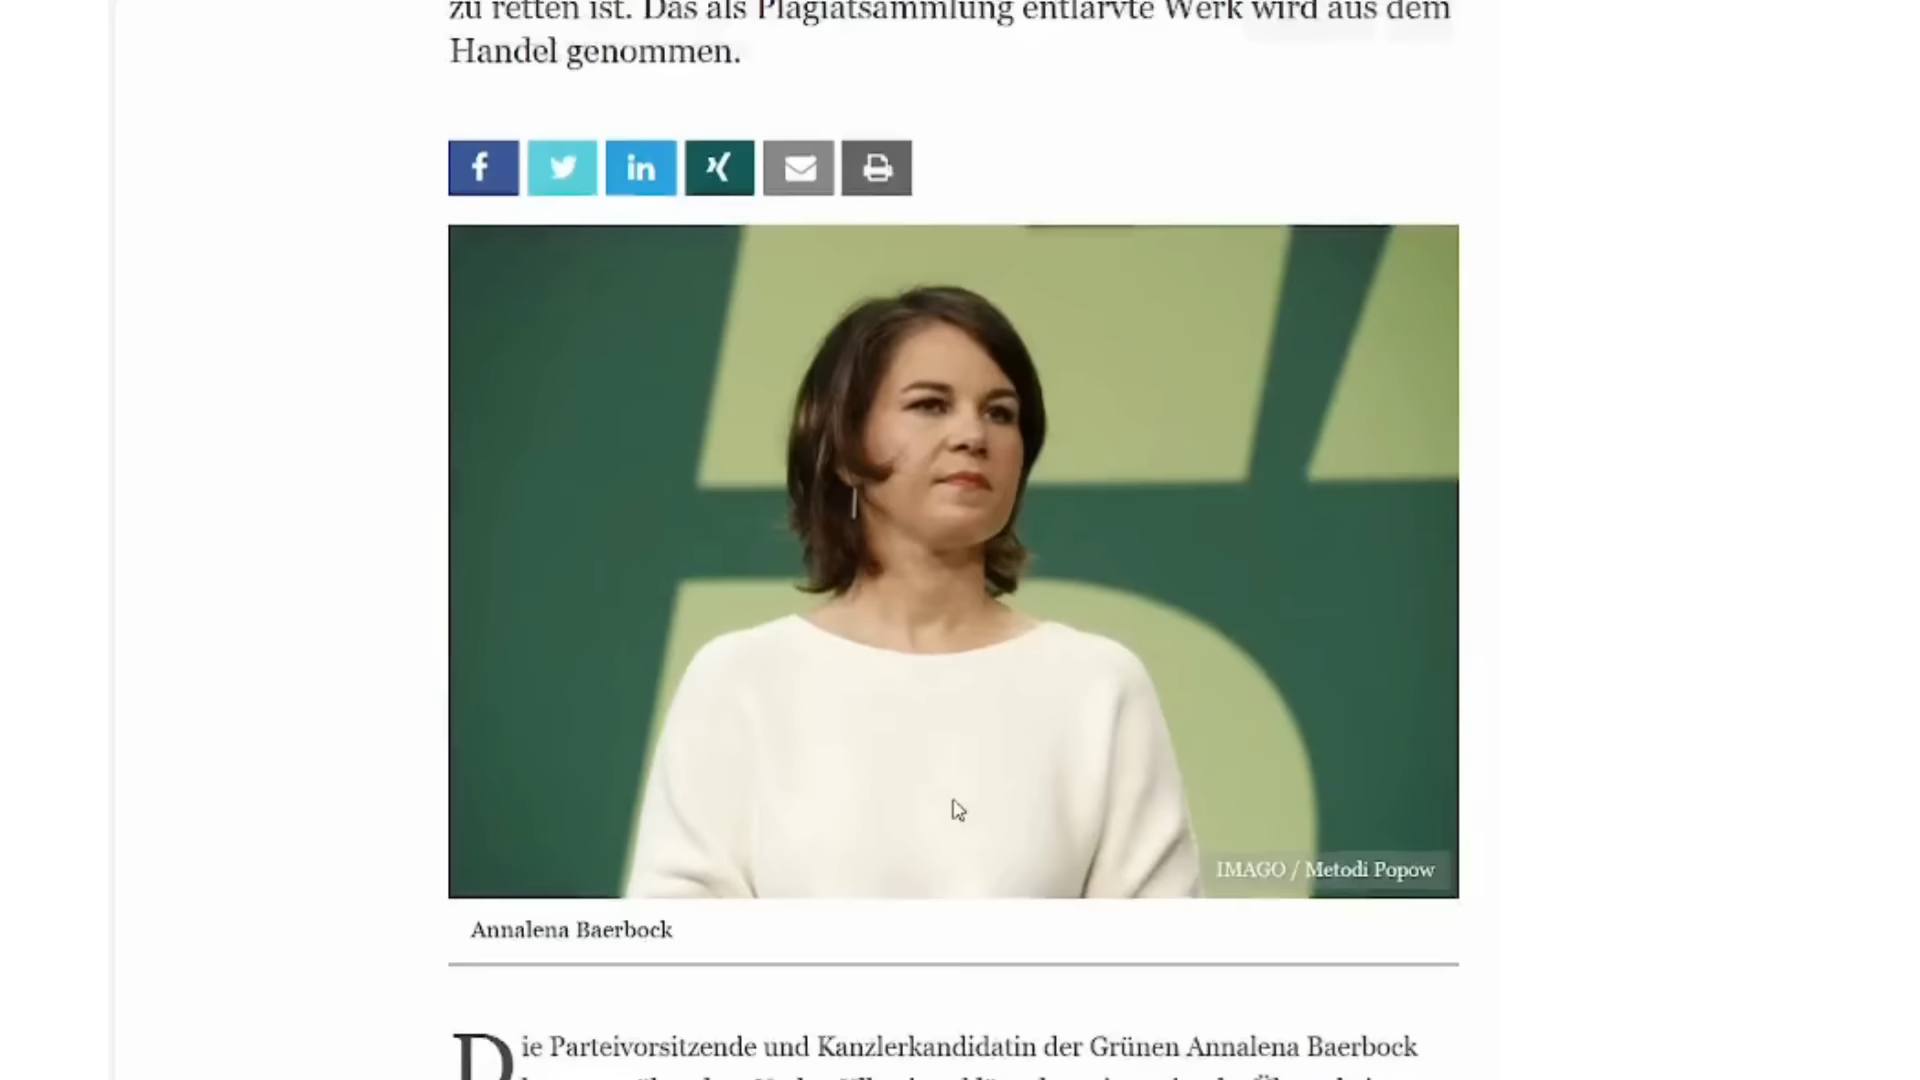 zu retten ist. Das als Plagiatsammlung entlarvte Werk wird aus dem
Handel genommen.
f
in
IMAGO / Metodi Popow
Annalena Baerbock
Die Parteivorsitzende und Kanzlerkandidatin der Grünen Annalena Baerbock